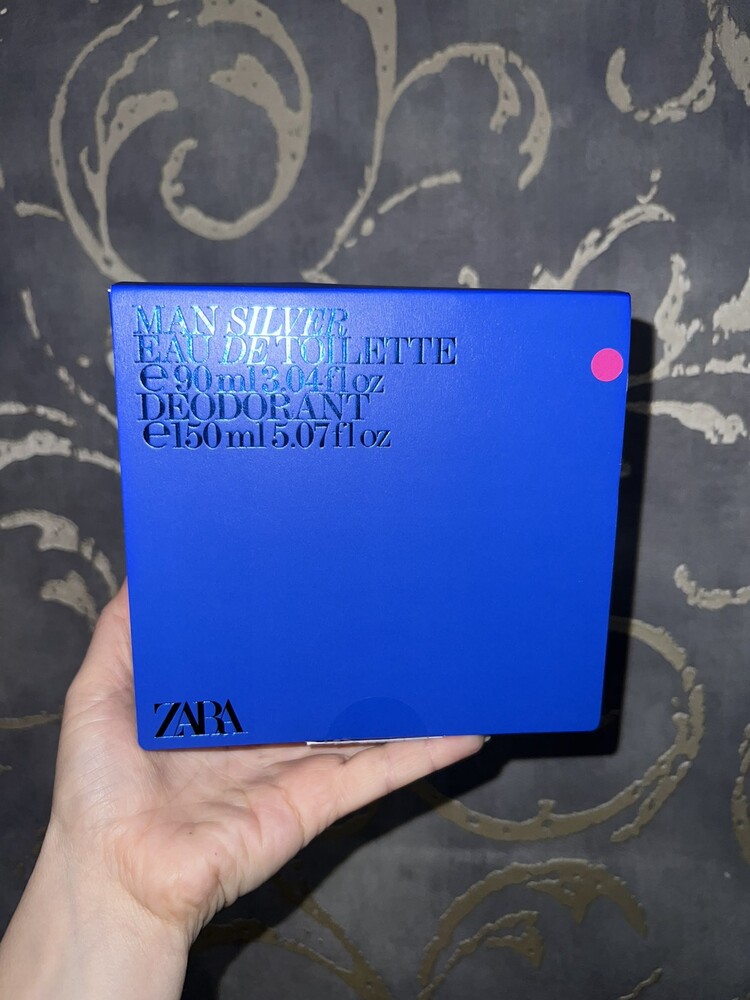 MAN SILVER
EAU DE TOILETTE
℮ 90 ml 3.04 fl oz
DEODORANT
℮ 150 ml 5.07 fl oz
ZARA